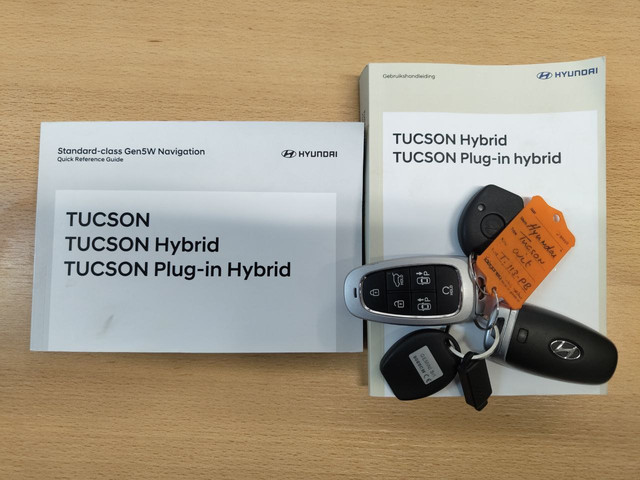 Standard-class Gen5W Navigation
Quick Reference Guide
HYUNDAI
TUCSON
TUCSON Hybrid
TUCSON Plug-in Hybrid
Gebruikshandleiding
HYUNDAI
TUCSON Hybrid
TUCSON Plug-in hybrid
Hyundai
Tucson
HOLD
P
P